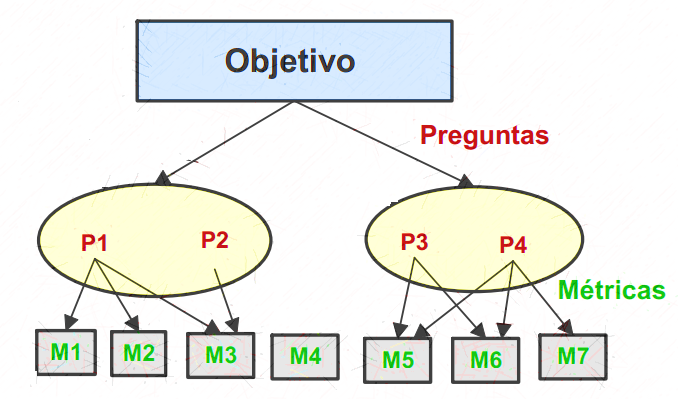 Objetivo
Preguntas
P1
P2
P3
P4
Métricas
M1
M2
M3
M4
M5
M6
M7